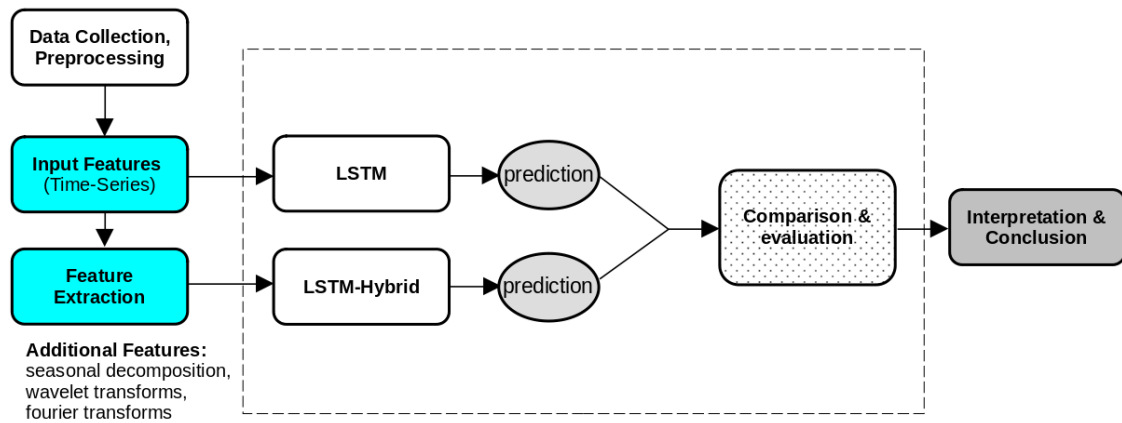 Data Collection,
Preprocessing
Input Features
(Time-Series)
LSTM
prediction
Feature
Extraction
LSTM-Hybrid
prediction
Comparison &
evaluation
Interpretation &
Conclusion
Additional Features:
seasonal decomposition,
wavelet transforms,
fourier transforms